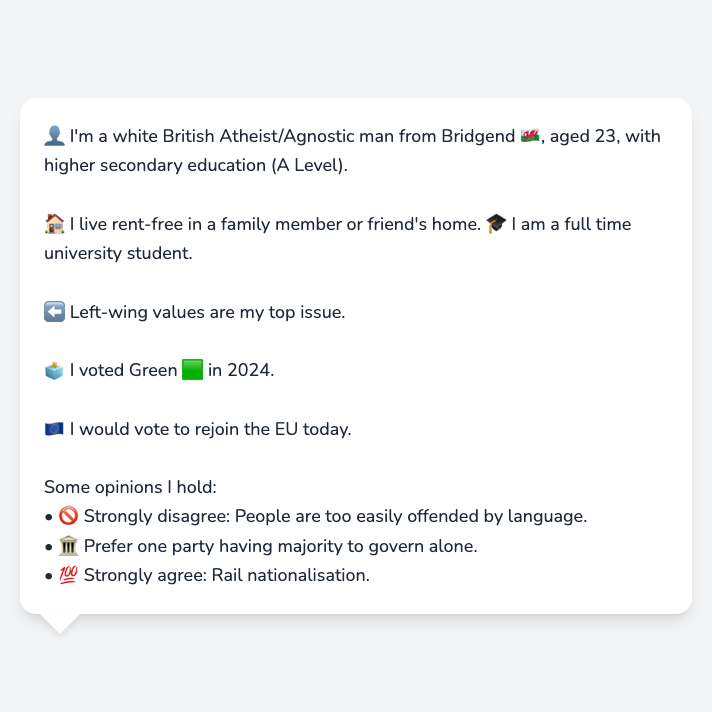 👤 I'm a white British Atheist/Agnostic man from Bridgend 🏴󠁧󠁢󠁷󠁬󠁳󠁿, aged 23, with
higher secondary education (A Level).
🏠 I live rent-free in a family member or friend's home. 🎓 I am a full time
university student.
⬅️ Left-wing values are my top issue.
🗳️ I voted Green 🟩 in 2024.
🇪🇺 I would vote to rejoin the EU today.
Some opinions I hold:
• 🚫 Strongly disagree: People are too easily offended by language.
• 🏛️ Prefer one party having majority to govern alone.
• 💯 Strongly agree: Rail nationalisation.